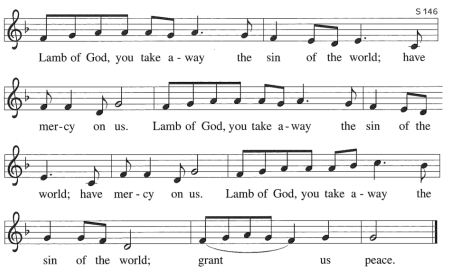 S 146
Lamb of God, you take a - way the sin of the world; have
mer - cy on us. Lamb of God, you take a - way the sin of the
world; have mer - cy on us. Lamb of God, you take a - way the
sin of the world; grant us peace.